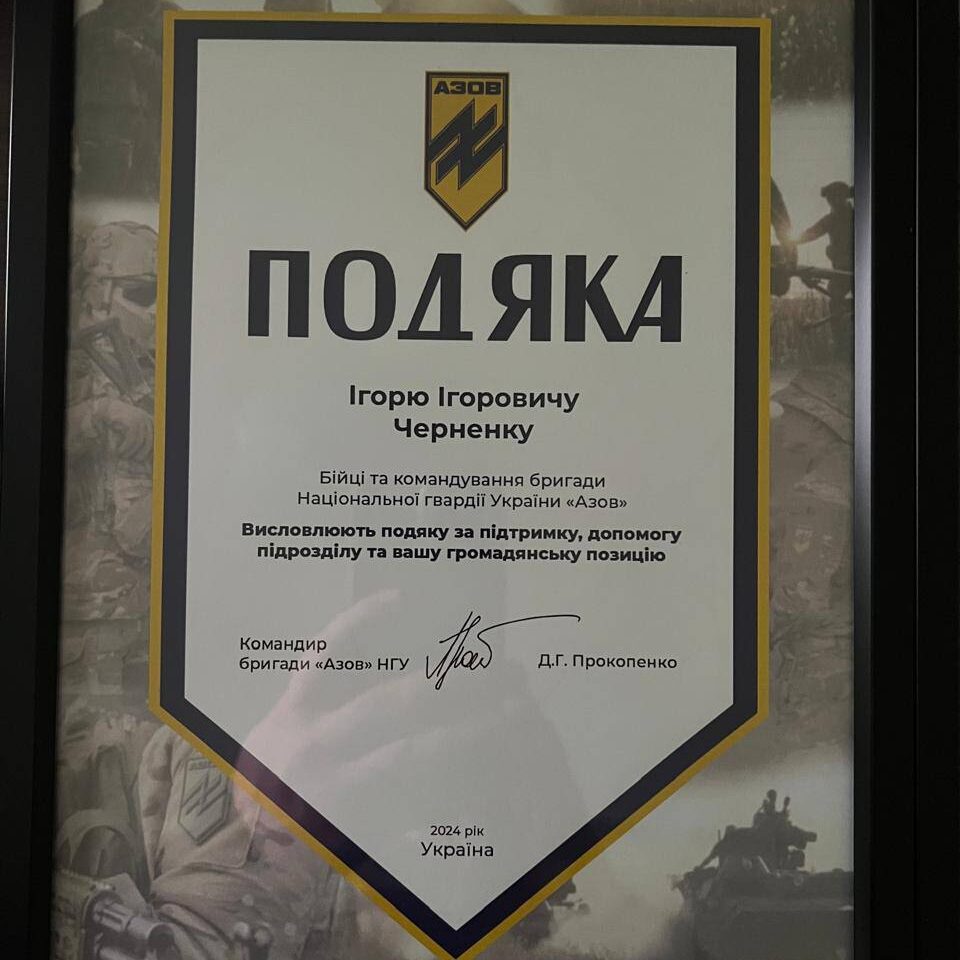 АЗОВ
ПОДЯКА
Ігорю Ігоровичу
Черненку
Бійці та командування бригади
Національної гвардії України «Азов»
Висловлюють подяку за підтримку, допомогу
підрозділу та вашу громадянську позицію
Командир
бригади «Азов» НГУ
Д.Г. Прокопенко
2024 рік
Україна